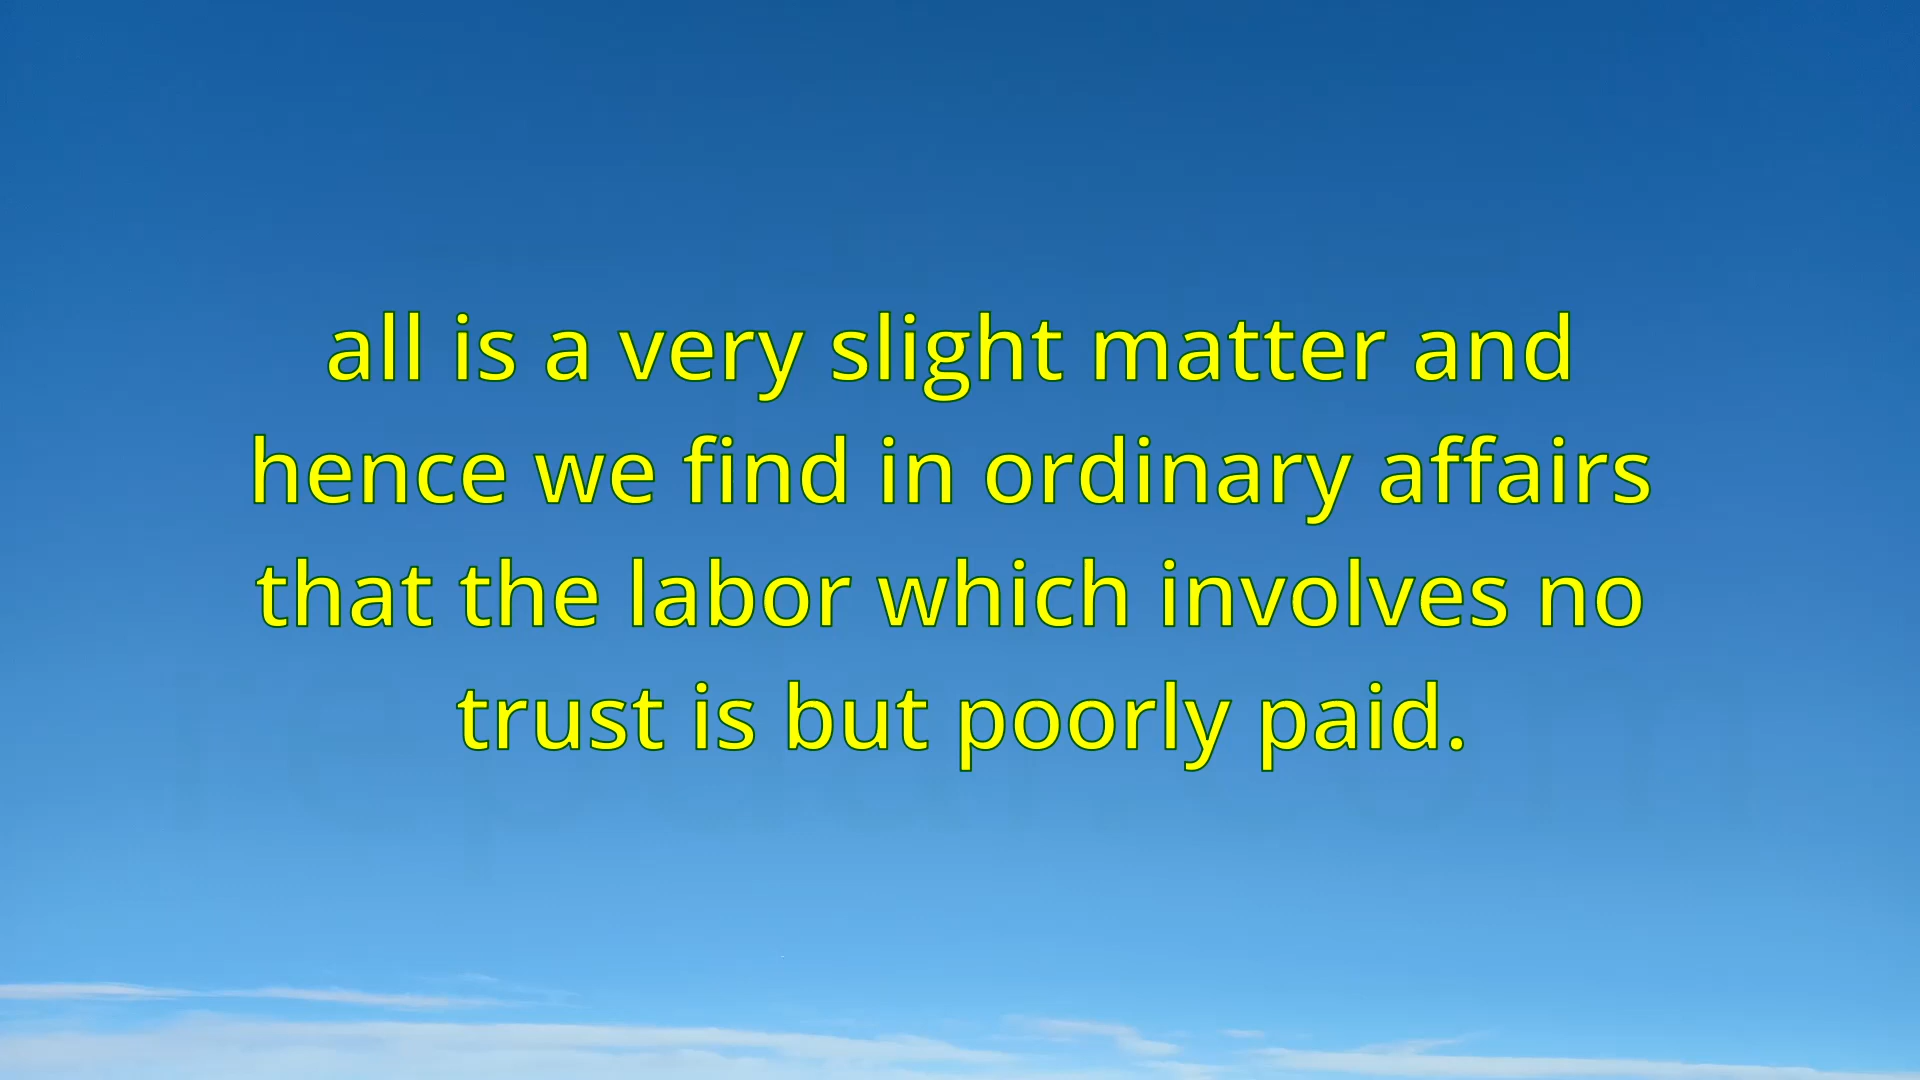 all is a very slight matter and
hence we find in ordinary affairs
that the labor which involves no
trust is but poorly paid.